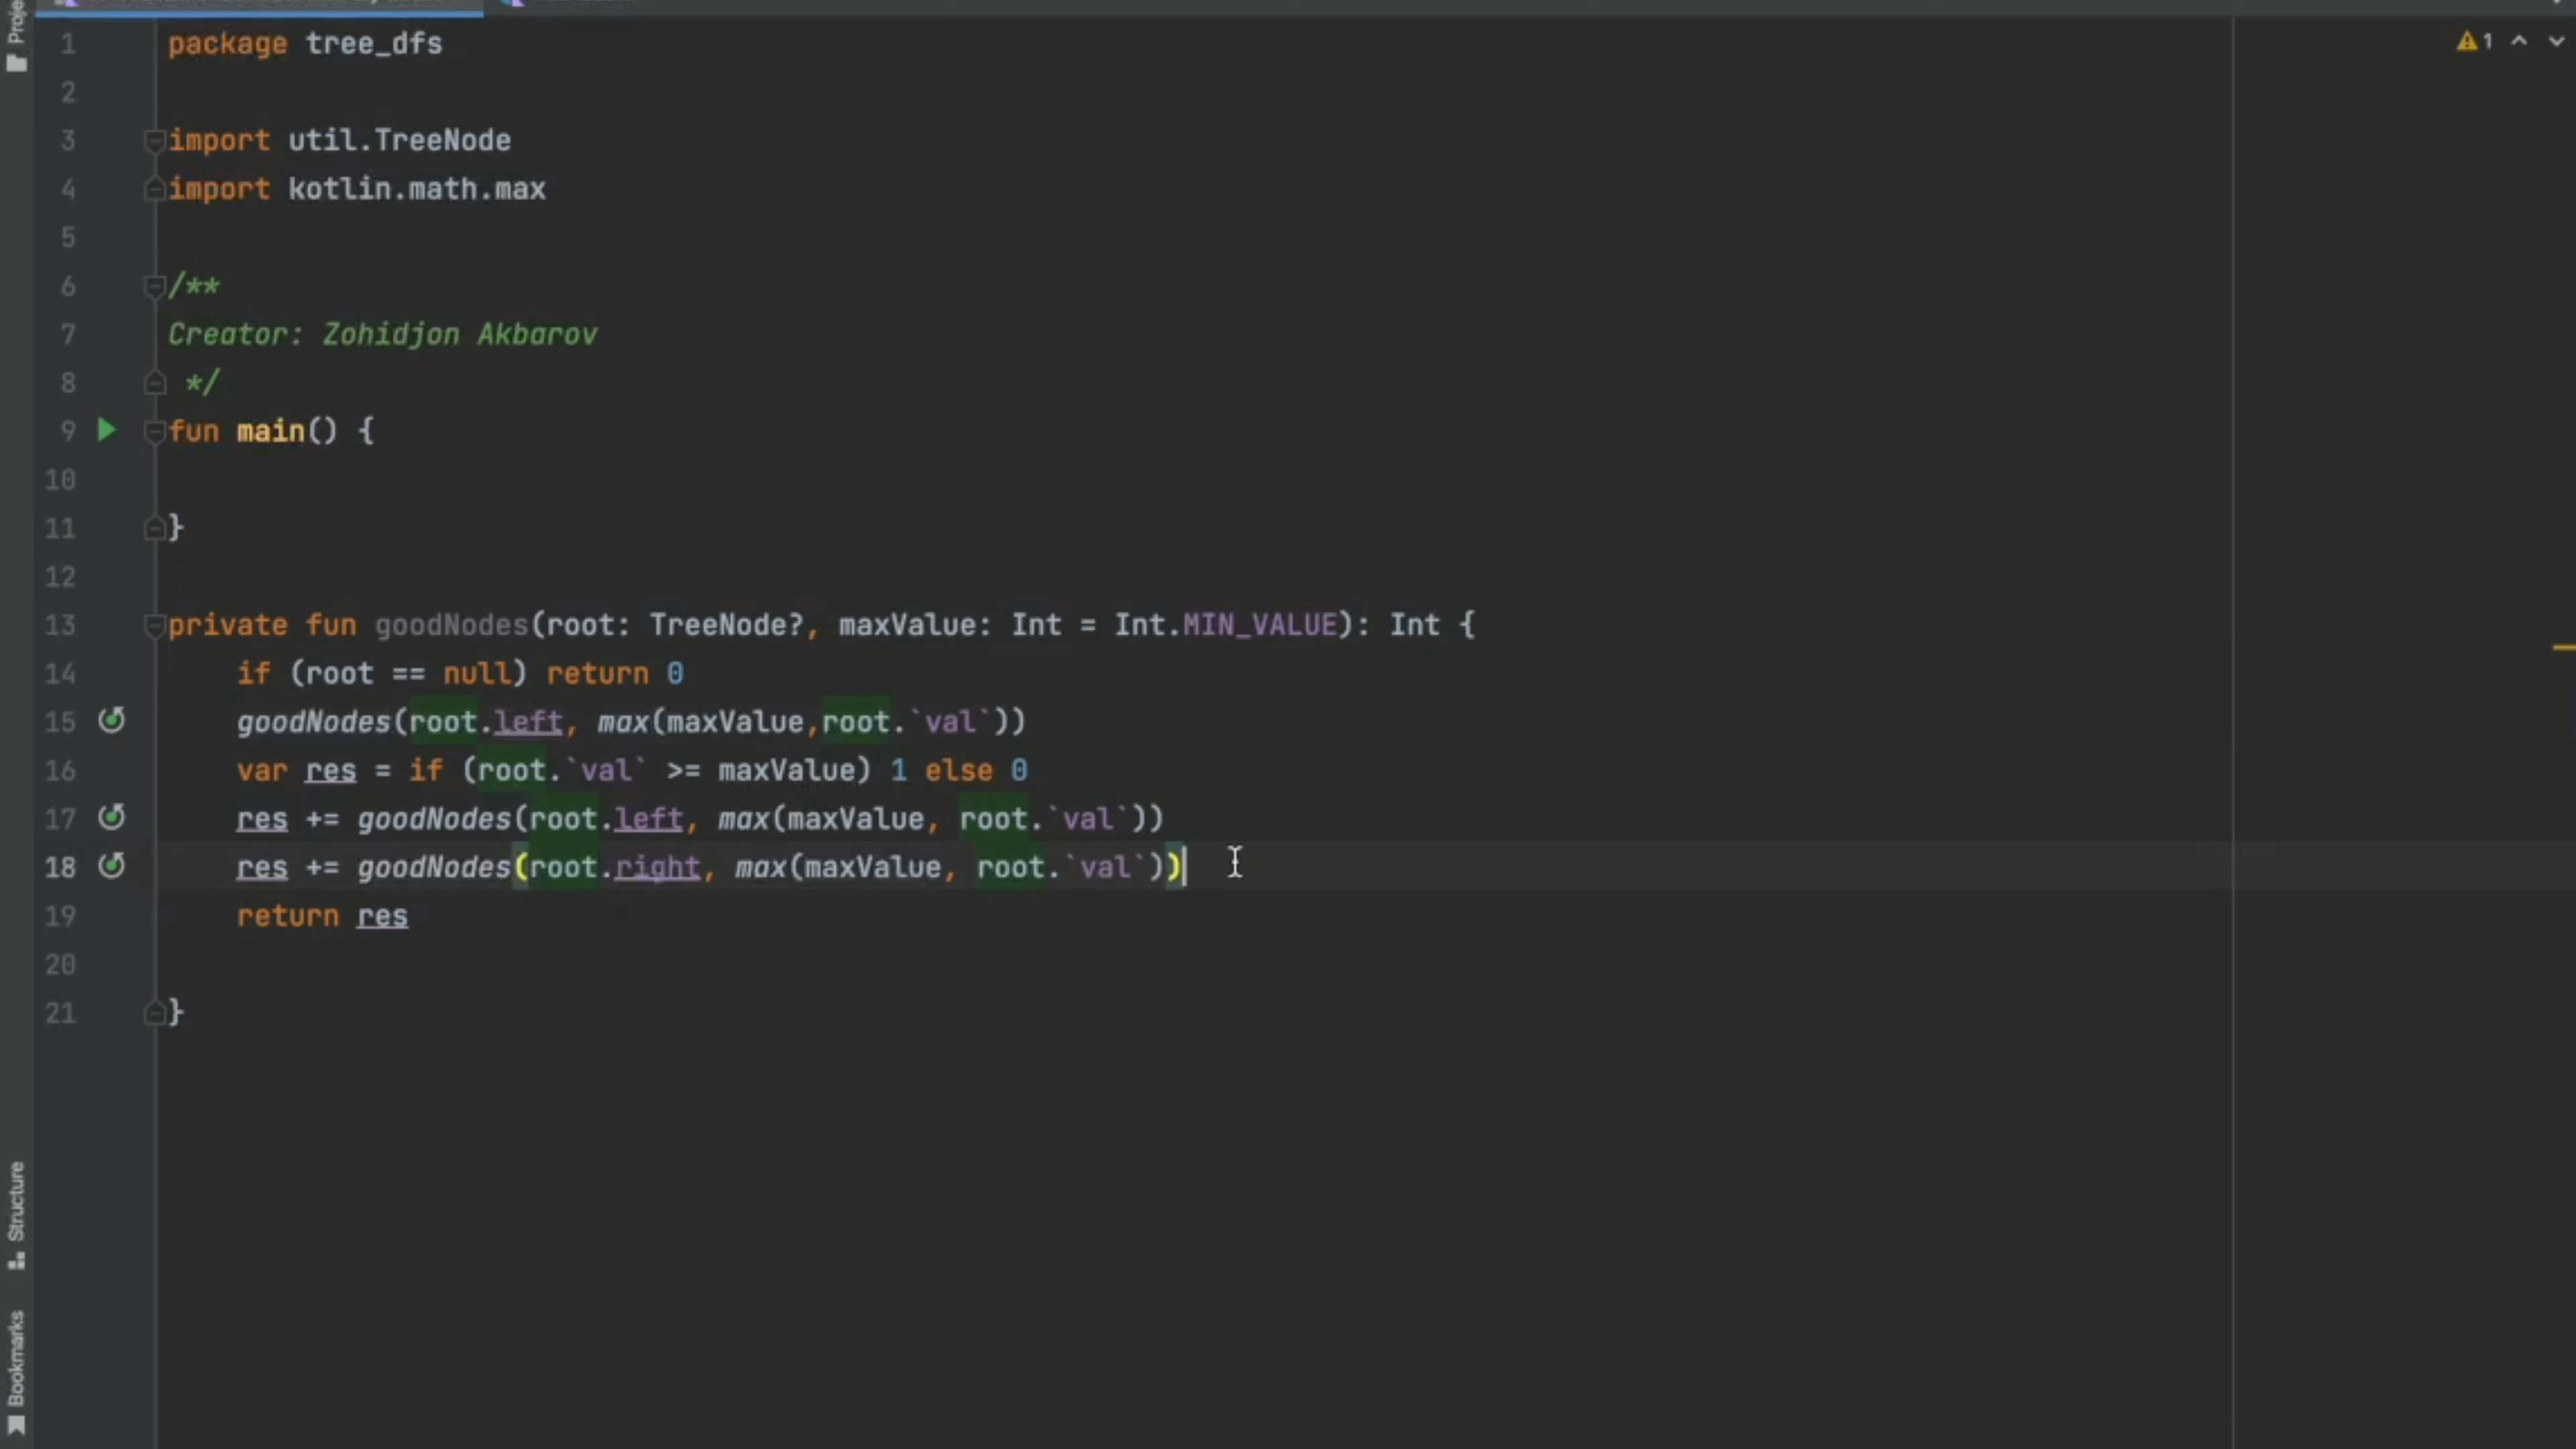 1 package tree_dfs
2
3 import util.TreeNode
4 import kotlin.math.max
5
6 /**
7 Creator: Zohidjon Akbarov
8 */
9 fun main() {
10
11 }
12
13 private fun goodNodes(root: TreeNode?, maxValue: Int = Int.MIN_VALUE): Int {
14 if (root == null) return 0
15 goodNodes(root.left, max(maxValue,root.`val`))
16 var res = if (root.`val` >= maxValue) 1 else 0
17 res += goodNodes(root.left, max(maxValue, root.`val`))
18 res += goodNodes(root.right, max(maxValue, root.`val`))
19 return res
20
21 }
1
Structure
Bookmarks